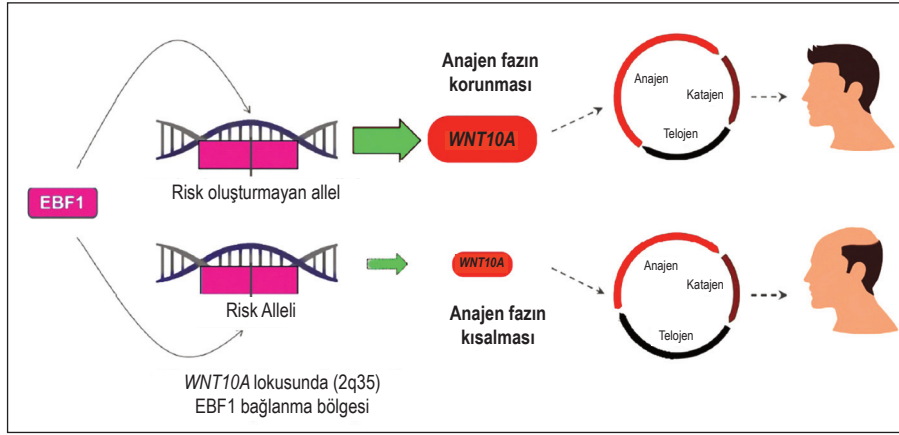 EBF1
Risk oluşturmayan allel
Anajen fazın
korunması
WNT10A
Anajen
Katajen
Telojen
Risk Alleli
WNT10A
Anajen fazın
kısalması
Anajen
Katajen
Telojen
WNT10A lokusunda (2q35)
EBF1 bağlanma bölgesi